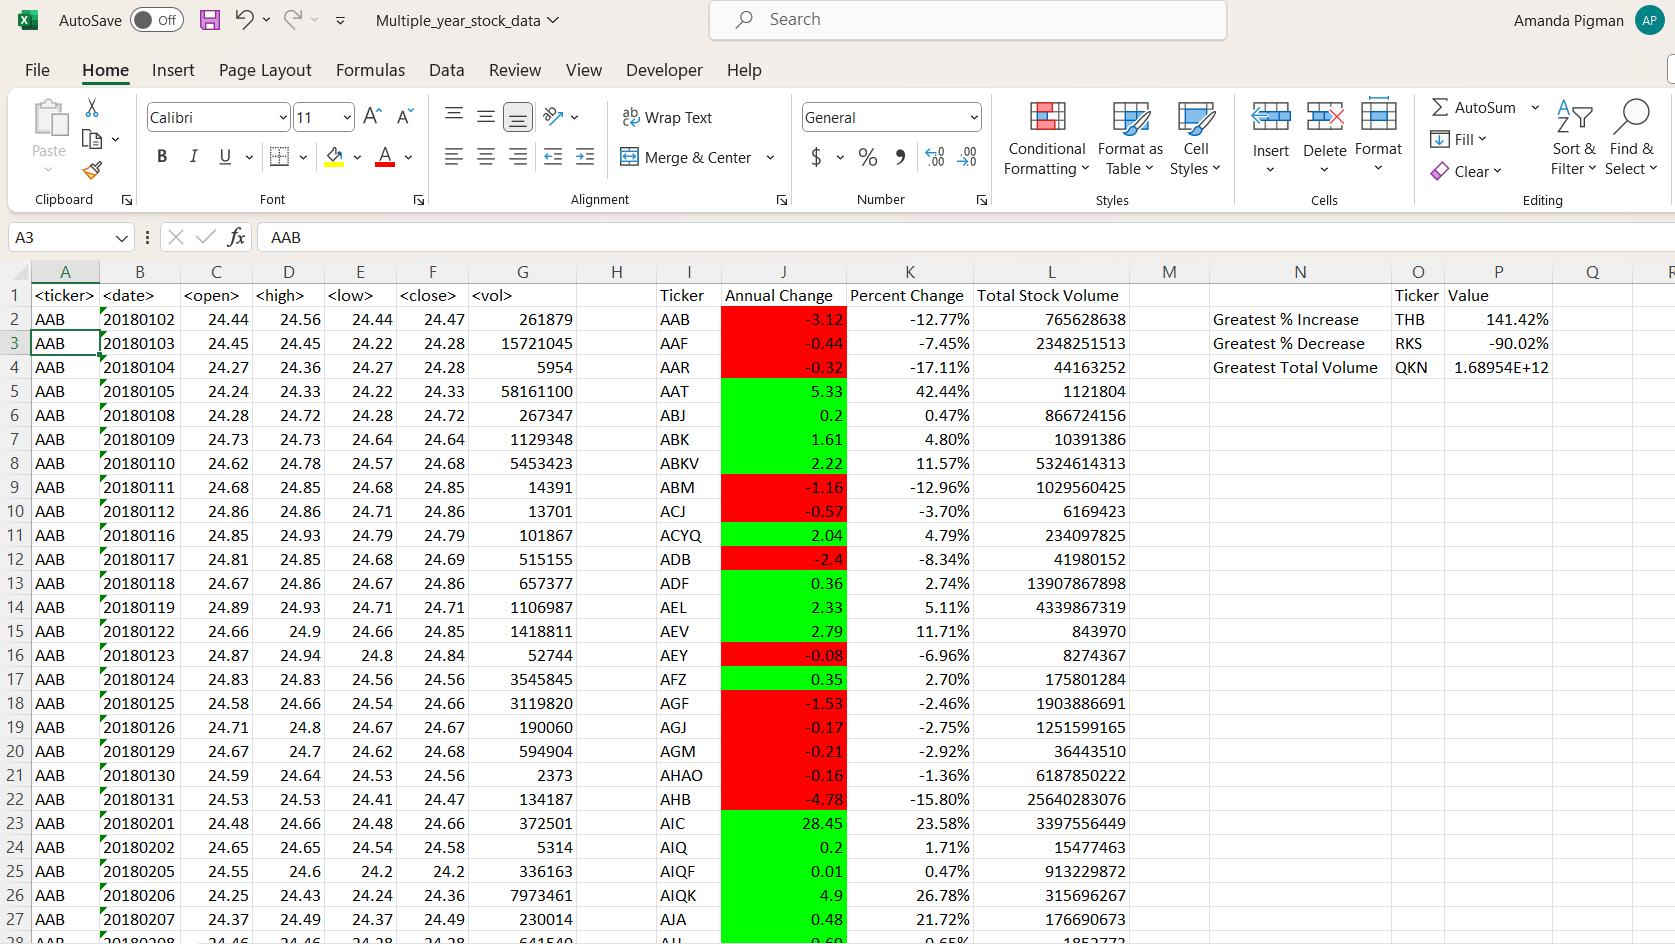 AutoSave Off Multiple_year_stock_data Search Amanda Pigman AP
File Home Insert Page Layout Formulas Data Review View Developer Help
Paste
Calibri 11 A A
B I U A
ab Wrap Text
Merge & Center
General
$ % 9 .00 .00
Conditional Formatting Format as Table Cell Styles
Insert Delete Format
AutoSum
Fill
Clear
Sort & Filter Find & Select
Clipboard Font Alignment Number Styles Cells Editing
A3 fx AAB
A B C D E F G H I J K L M N O P Q
1 <ticker> <date> <open> <high> <low> <close> <vol> Ticker Annual Change Percent Change Total Stock Volume Ticker Value
2 AAB 20180102 24.44 24.56 24.44 24.47 261879 AAB -3.12 -12.77% 765628638 Greatest % Increase THB 141.42%
3 AAB 20180103 24.45 24.45 24.22 24.28 15721045 AAF -0.44 -7.45% 2348251513 Greatest % Decrease RKS -90.02%
4 AAB 20180104 24.27 24.36 24.27 24.28 5954 AAR -0.32 -17.11% 44163252 Greatest Total Volume QKN 1.68954E+12
5 AAB 20180105 24.24 24.33 24.22 24.33 58161100 AAT 5.33 42.44% 1121804
6 AAB 20180108 24.28 24.72 24.28 24.72 267347 ABJ 0.2 0.47% 866724156
7 AAB 20180109 24.73 24.73 24.64 24.64 1129348 ABK 1.61 4.80% 10391386
8 AAB 20180110 24.62 24.78 24.57 24.68 5453423 ABKV 2.22 11.57% 5324614313
9 AAB 20180111 24.68 24.85 24.68 24.85 14391 ABM -1.16 -12.96% 1029560425
10 AAB 20180112 24.86 24.86 24.71 24.86 13701 ACJ -0.57 -3.70% 6169423
11 AAB 20180116 24.85 24.93 24.79 24.79 101867 ACYQ 2.04 4.79% 234097825
12 AAB 20180117 24.81 24.85 24.68 24.69 515155 ADB -2.4 -8.34% 41980152
13 AAB 20180118 24.67 24.86 24.67 24.86 657377 ADF 0.36 2.74% 13907867898
14 AAB 20180119 24.89 24.93 24.71 24.71 1106987 AEL 2.33 5.11% 4339867319
15 AAB 20180122 24.66 24.9 24.66 24.85 1418811 AEV 2.79 11.71% 843970
16 AAB 20180123 24.87 24.94 24.8 24.84 52744 AEY -0.08 -6.96% 8274367
17 AAB 20180124 24.83 24.83 24.56 24.56 3545845 AFZ 0.35 2.70% 175801284
18 AAB 20180125 24.58 24.66 24.54 24.66 3119820 AGF -1.53 -2.46% 1903886691
19 AAB 20180126 24.71 24.8 24.67 24.67 190060 AGJ -0.17 -2.75% 1251599165
20 AAB 20180129 24.67 24.7 24.62 24.68 594904 AGM -0.21 -2.92% 36443510
21 AAB 20180130 24.59 24.64 24.53 24.56 2373 AHAO -0.16 -1.36% 6187850222
22 AAB 20180131 24.53 24.53 24.41 24.47 134187 AHB -4.78 -15.80% 25640283076
23 AAB 20180201 24.48 24.66 24.48 24.66 372501 AIC 28.45 23.58% 3397556449
24 AAB 20180202 24.65 24.65 24.54 24.58 5314 AIQ 0.2 1.71% 15477463
25 AAB 20180205 24.55 24.6 24.2 24.2 336163 AIQF 0.01 0.47% 913229872
26 AAB 20180206 24.25 24.43 24.24 24.36 7973461 AIQK 4.9 26.78% 315696267
27 AAB 20180207 24.37 24.49 24.37 24.49 230014 AJA 0.48 21.72% 176690673